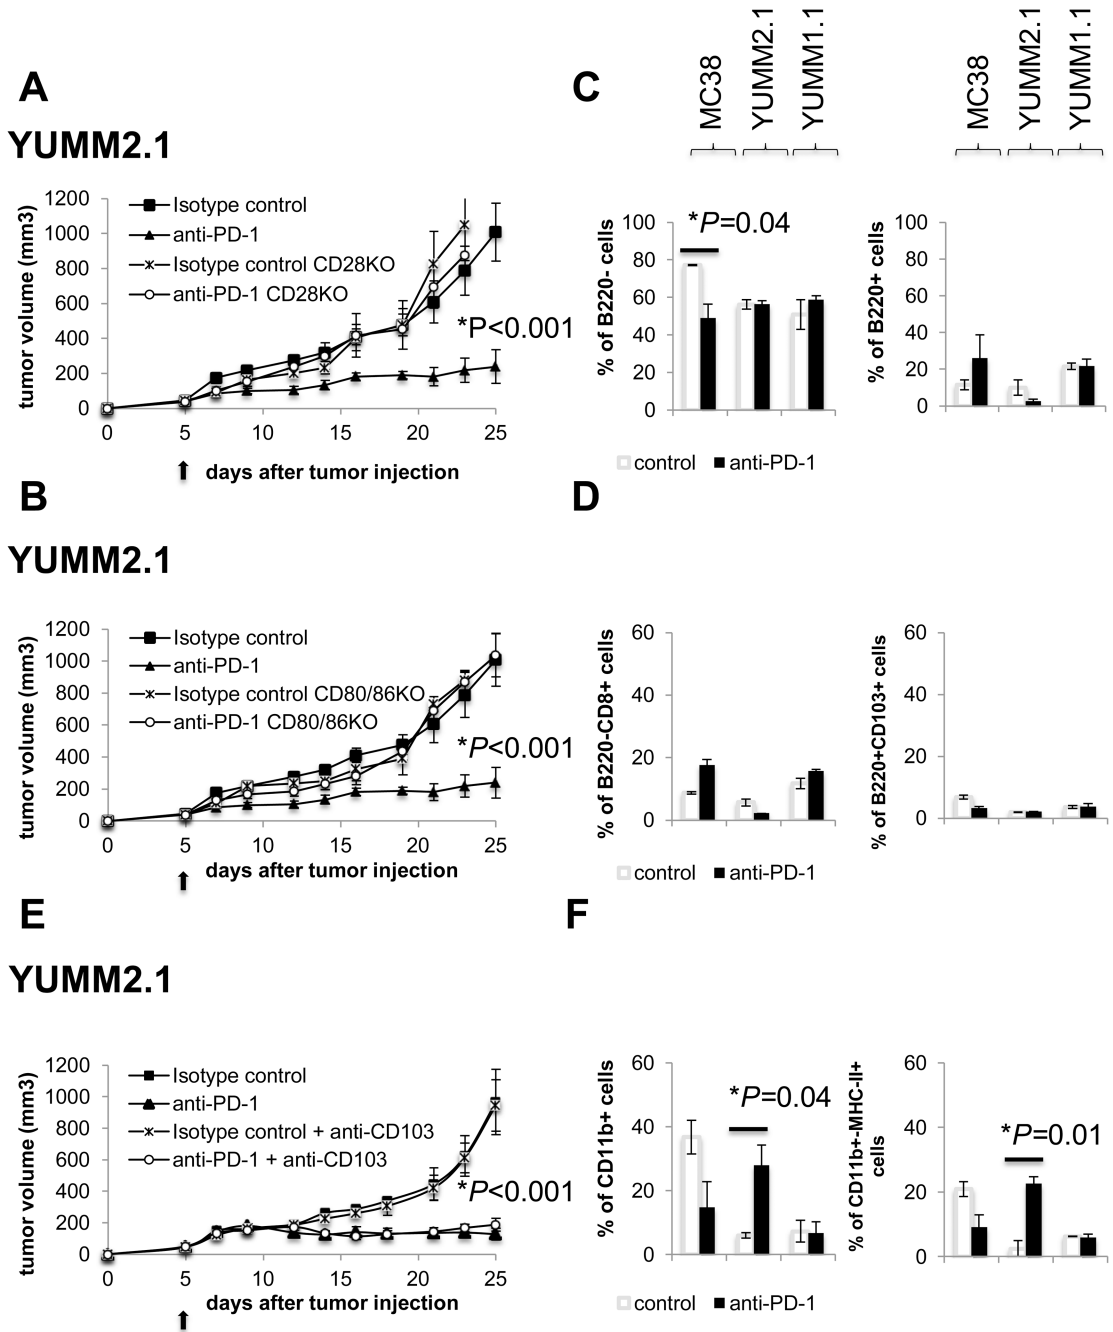 A
YUMM2.1
tumor volume (mm3)
1200
1000
800
600
400
200
0
Isotype control
anti-PD-1
Isotype control CD28KO
anti-PD-1 CD28KO
*P<0.001
0 5 10 15 20 25
days after tumor injection
C
MC38
YUMM2.1
YUMM1.1
MC38
YUMM2.1
YUMM1.1
% of B220- cells
100
80
60
40
20
0
*P=0.04
% of B220+ cells
100
80
60
40
20
0
control anti-PD-1
B
YUMM2.1
tumor volume (mm3)
1200
1000
800
600
400
200
0
Isotype control
anti-PD-1
Isotype control CD80/86KO
anti-PD-1 CD80/86KO
*P<0.001
0 5 10 15 20 25
days after tumor injection
D
% of B220-CD8+ cells
60
40
20
0
% of B220+CD103+ cells
60
40
20
0
control anti-PD-1
E
YUMM2.1
tumor volume (mm3)
1200
1000
800
600
400
200
0
Isotype control
anti-PD-1
Isotype control + anti-CD103
anti-PD-1 + anti-CD103
*P<0.001
0 5 10 15 20 25
days after tumor injection
F
% of CD11b+ cells
60
40
20
0
*P=0.04
% of CD11b+-MHC-II+
cells
60
40
20
0
*P=0.01
control anti-PD-1